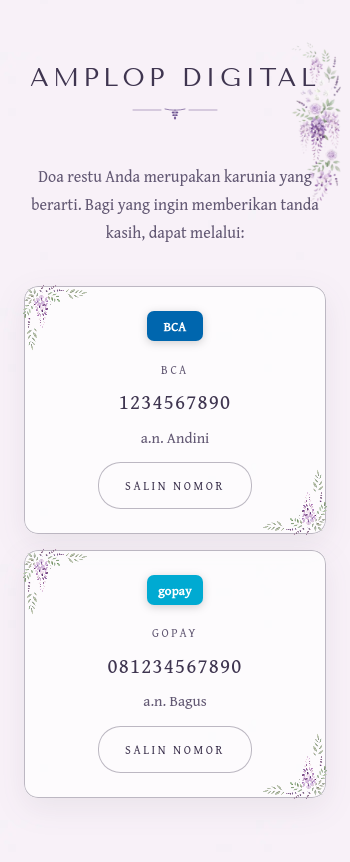 AMPLOP DIGITAL
Doa restu Anda merupakan karunia yang
berarti. Bagi yang ingin memberikan tanda
kasih, dapat melalui:
BCA
BCA
1234567890
a.n. Andini
SALIN NOMOR
gopay
GOPAY
081234567890
a.n. Bagus
SALIN NOMOR